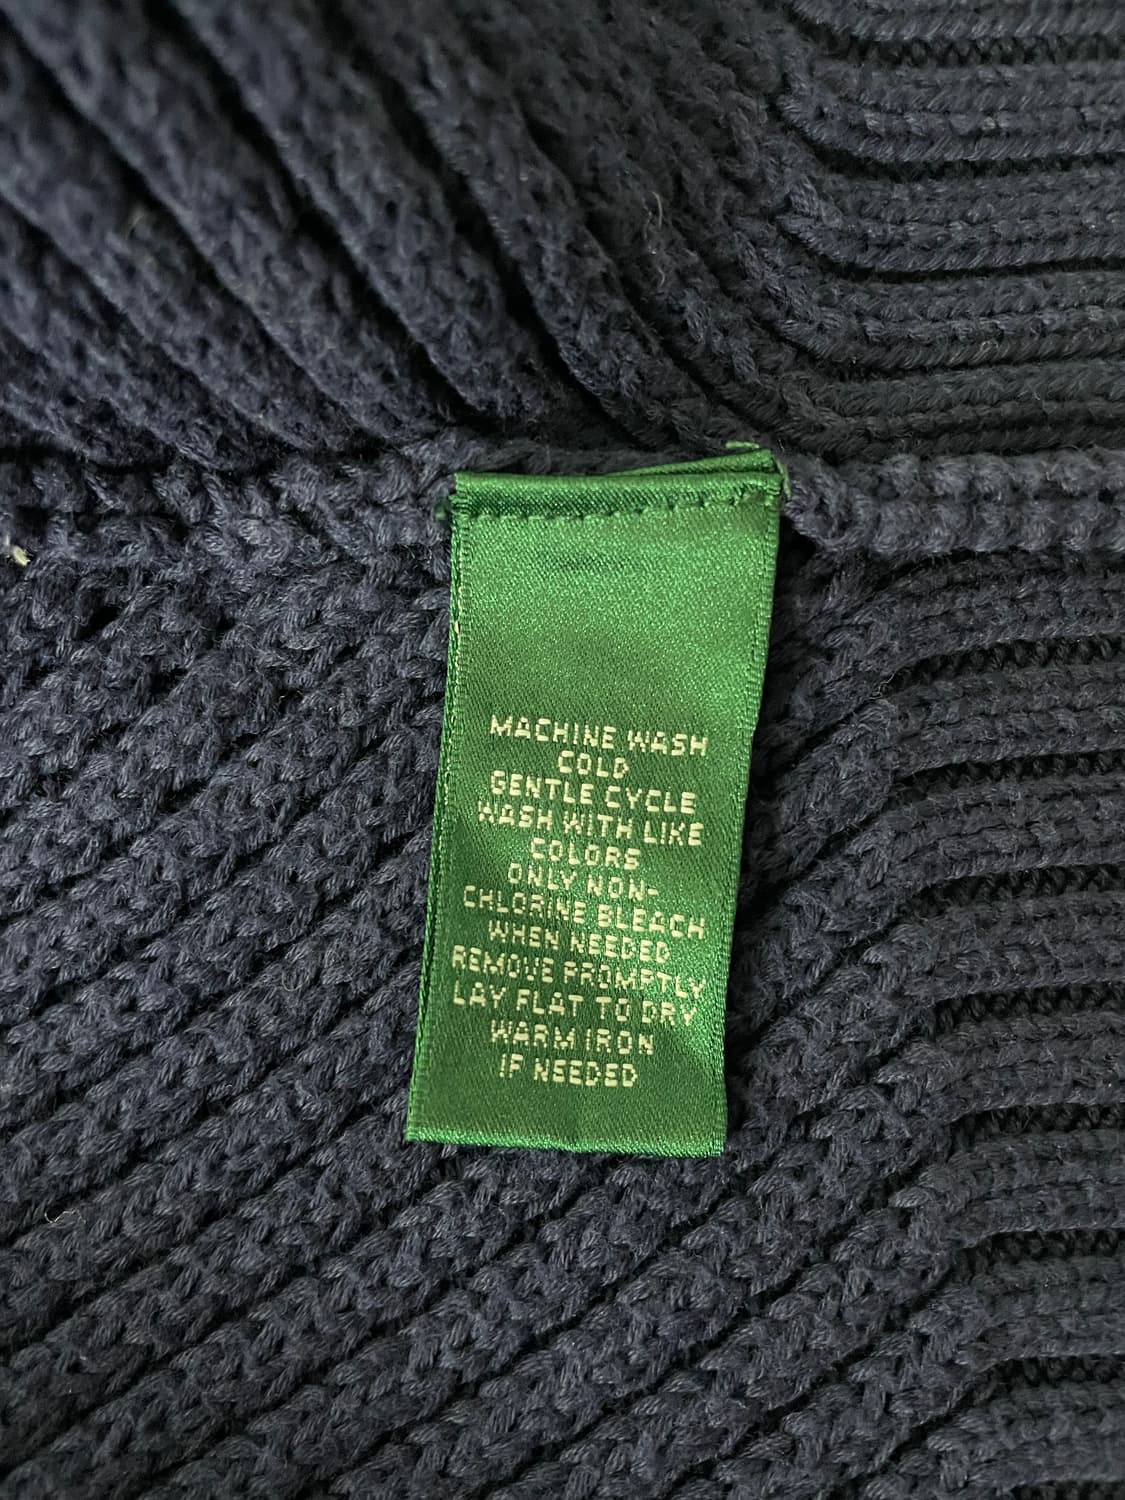 MACHINE WASH
COLD
GENTLE CYCLE
WASH WITH LIKE
COLORS
ONLY NON-
CHLORINE BLEACH
WHEN NEEDED
REMOVE PROMPTLY
LAY FLAT TO DRY
WARM IRON
IF NEEDED